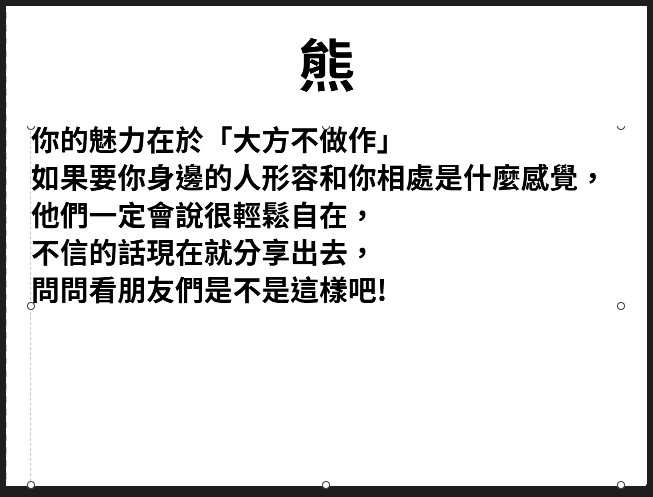 熊
你的魅力在於「大方不做作」
如果要你身邊的人形容和你相處是什麼感覺，
他們一定會說很輕鬆自在，
不信的話現在就分享出去，
問問看朋友們是不是這樣吧!